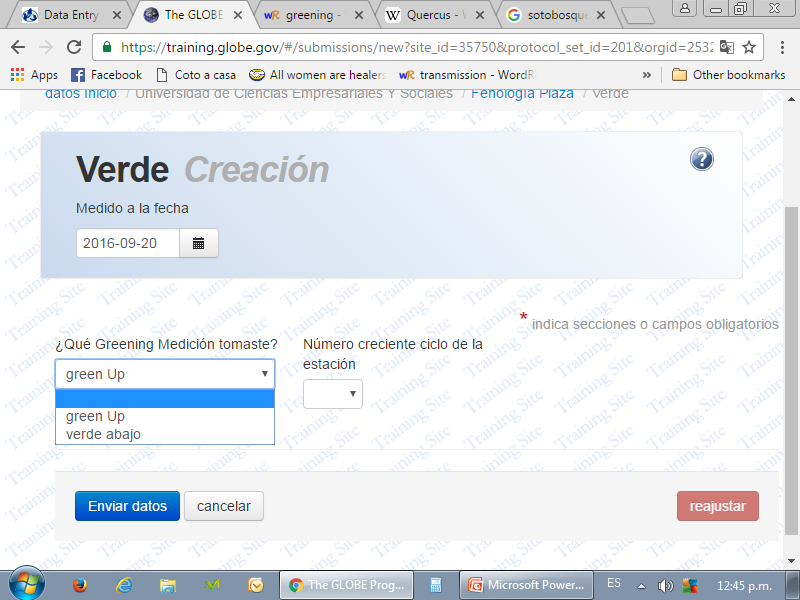 Data Entry
The GLOBE
greening -
Quercus - W
sotobosque
https://training.globe.gov/#/submissions/new?site_id=35750&protocol_set_id=201&orgid=2532
Apps
Facebook
Coto a casa
All women are healers
transmission - WordR
»
Other bookmarks
datos Inicio / Universidad de Ciencias Empresariales Y Sociales / Fenología Plaza / Verde
Verde Creación
Medido a la fecha
2016-09-20
* indica secciones o campos obligatorios
¿Qué Greening Medición tomaste?
green Up
green Up
verde abajo
Número creciente ciclo de la
estación
Enviar datos
cancelar
reajustar
Training Site
The GLOBE Prog...
Microsoft Power...
ES
12:45 p.m.